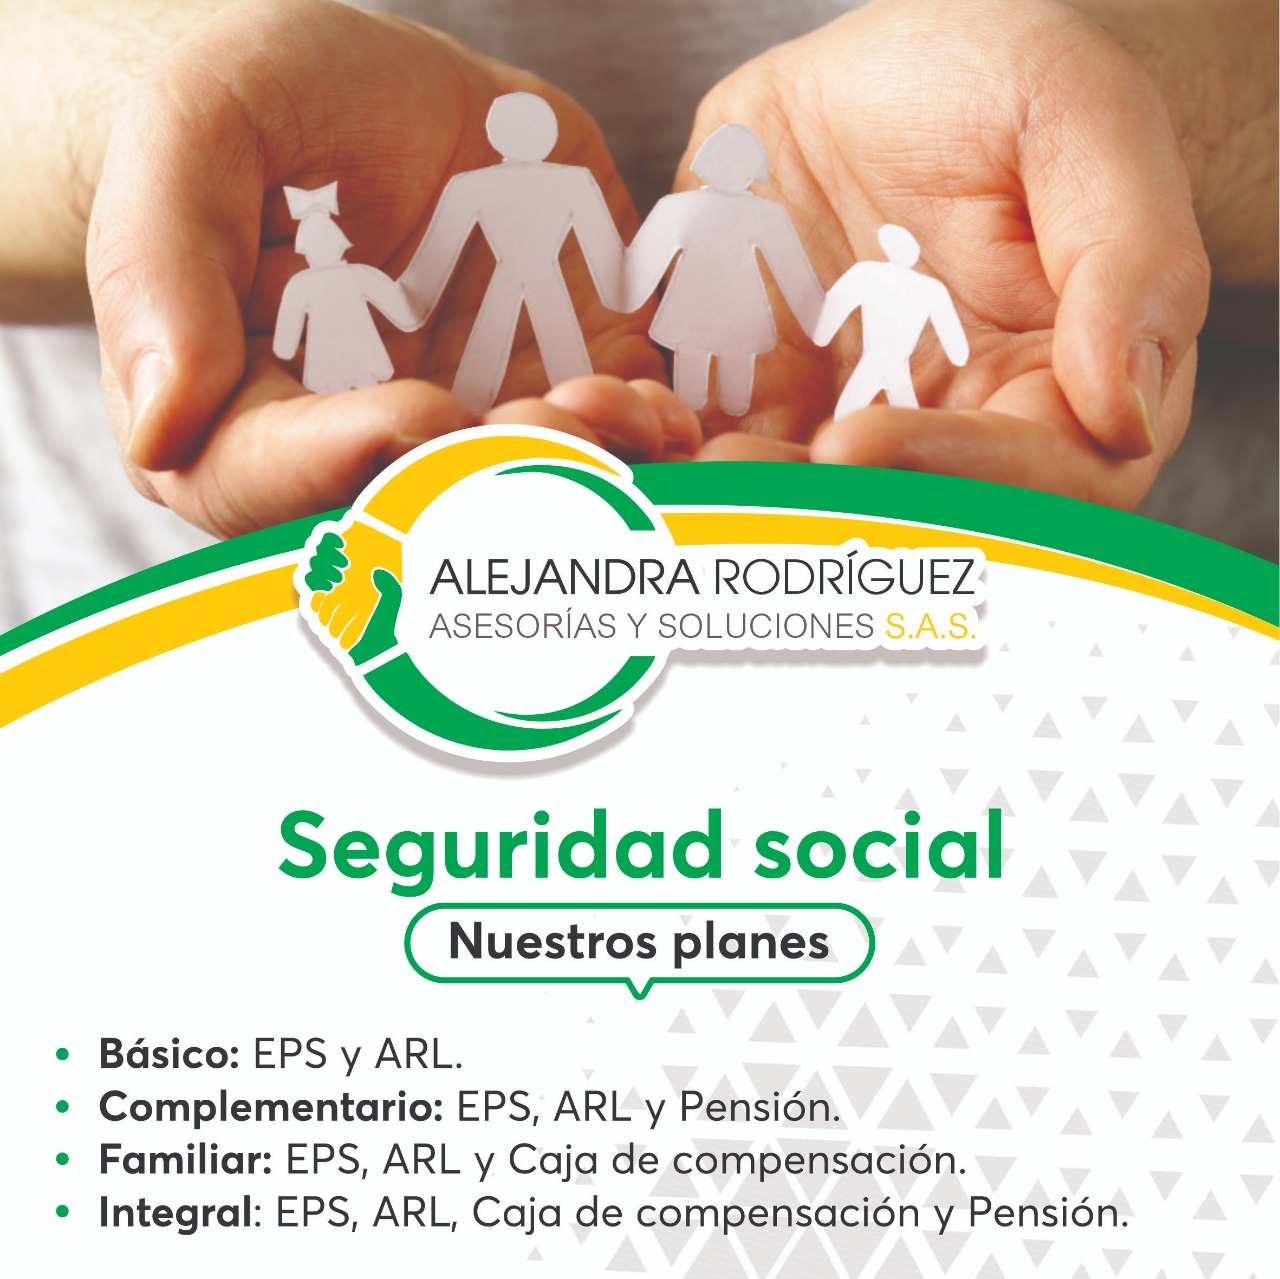 ALEJANDRA RODRÍGUEZ
ASESORÍAS Y SOLUCIONES S.A.S.
Seguridad social
Nuestros planes
• Básico: EPS y ARL.
• Complementario: EPS, ARL y Pensión.
• Familiar: EPS, ARL y Caja de compensación.
• Integral: EPS, ARL, Caja de compensación y Pensión.